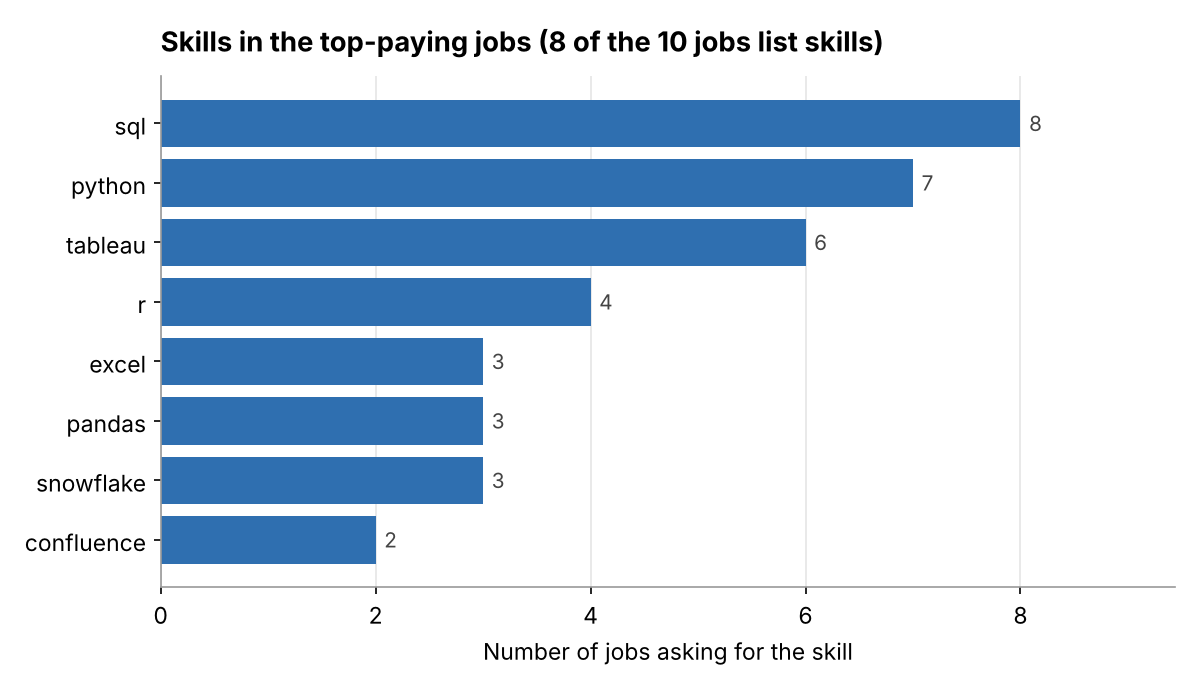 Skills in the top-paying jobs (8 of the 10 jobs list skills)
sql 8
python 7
tableau 6
r 4
excel 3
pandas 3
snowflake 3
confluence 2
0 2 4 6 8
Number of jobs asking for the skill